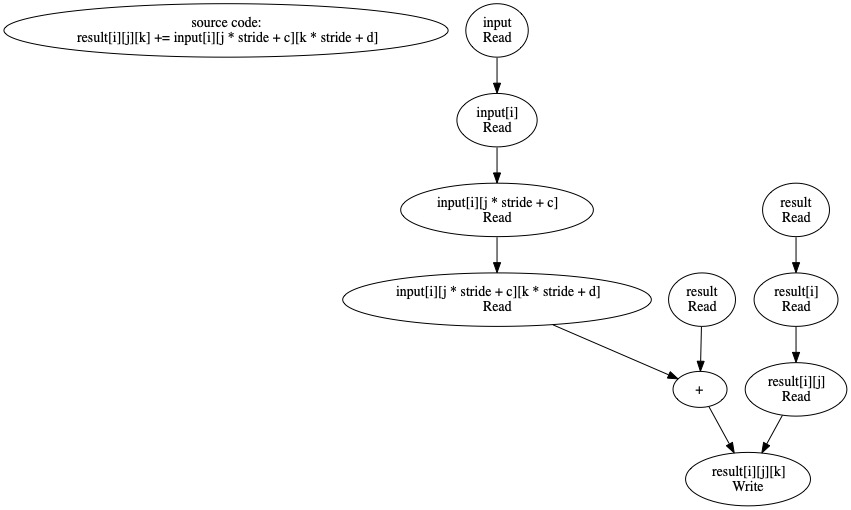 source code:
result[i][j][k] += input[i][j * stride + c][k * stride + d]
input
Read
input[i]
Read
input[i][j * stride + c]
Read
result
Read
input[i][j * stride + c][k * stride + d]
Read
result
Read
result[i]
Read
+
result[i][j]
Read
result[i][j][k]
Write